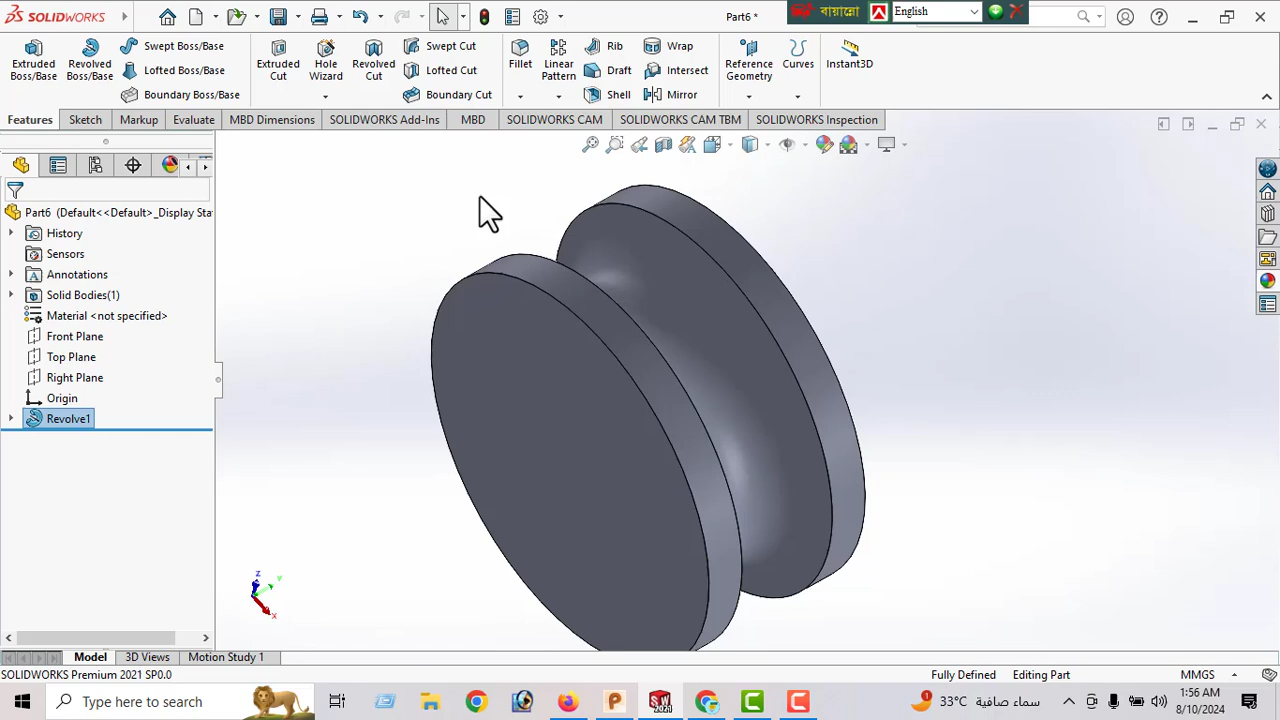 SOLIDWORKS
Part6 *
বায়ান্নো
English
Extruded Boss/Base
Revolved Boss/Base
Swept Boss/Base
Lofted Boss/Base
Boundary Boss/Base
Extruded Cut
Hole Wizard
Revolved Cut
Swept Cut
Lofted Cut
Boundary Cut
Fillet
Linear Pattern
Rib
Draft
Shell
Wrap
Intersect
Mirror
Reference Geometry
Curves
Instant3D
Features Sketch Markup Evaluate MBD Dimensions SOLIDWORKS Add-Ins MBD SOLIDWORKS CAM SOLIDWORKS CAM TBM SOLIDWORKS Inspection
Part6 (Default<<Default>_Display Sta
History
Sensors
Annotations
Solid Bodies(1)
Material <not specified>
Front Plane
Top Plane
Right Plane
Origin
Revolve1
Z
Y
X
Model 3D Views Motion Study 1
SOLIDWORKS Premium 2021 SP0.0 Fully Defined Editing Part MMGS
Type here to search
33°C سماء صافية
1:56 AM
8/10/2024